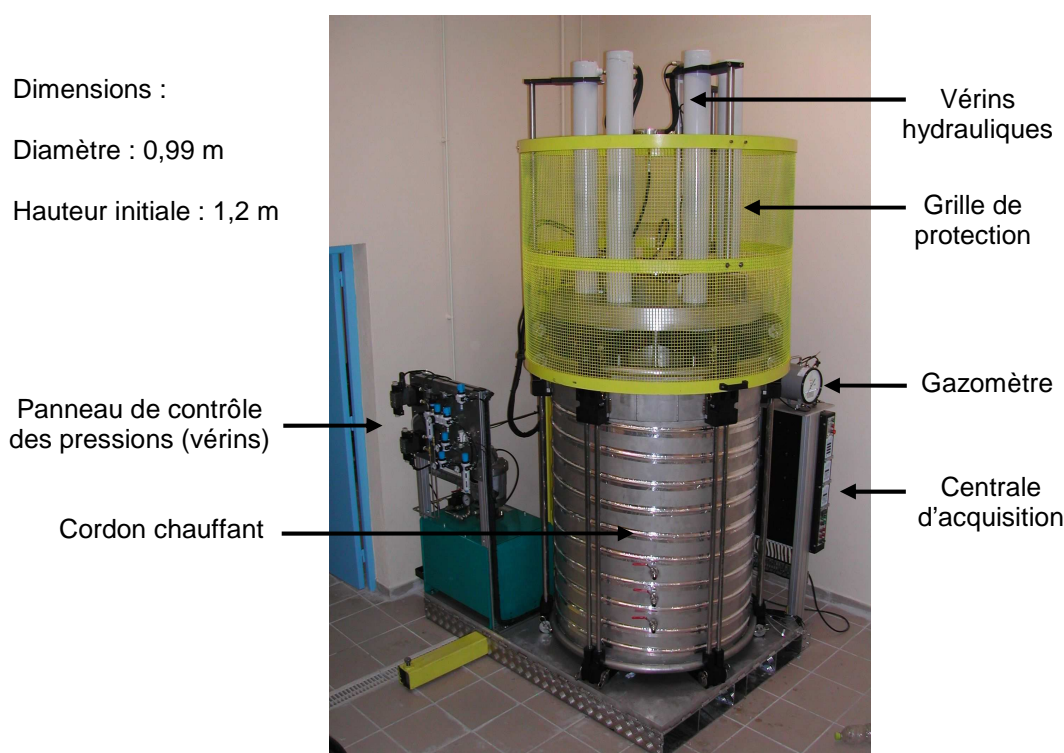 Dimensions :
Diamètre : 0,99 m
Hauteur initiale : 1,2 m
Vérins
hydrauliques
Grille de
protection
Gazomètre
Panneau de contrôle
des pressions (vérins)
Centrale
d’acquisition
Cordon chauffant